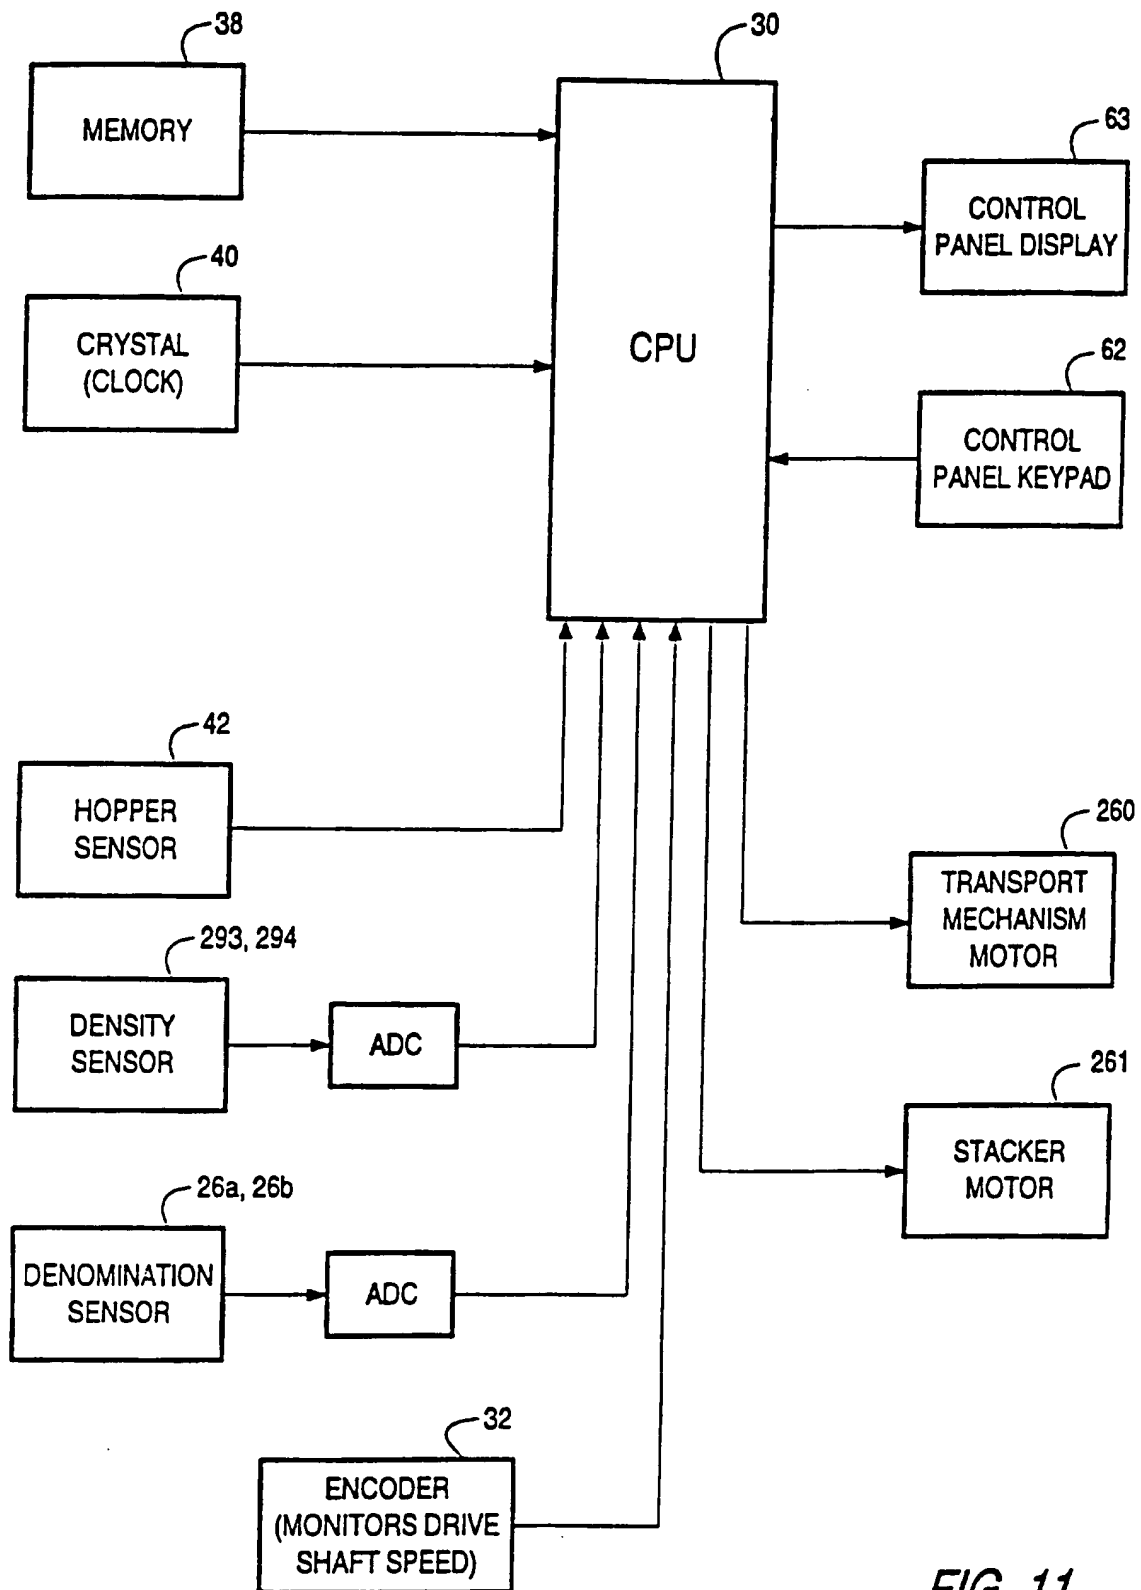 38
MEMORY
30
CPU
63
CONTROL
PANEL DISPLAY
40
CRYSTAL
(CLOCK)
62
CONTROL
PANEL KEYPAD
42
HOPPER
SENSOR
260
TRANSPORT
MECHANISM
MOTOR
293, 294
DENSITY
SENSOR
ADC
261
STACKER
MOTOR
26a, 26b
DENOMINATION
SENSOR
ADC
32
ENCODER
(MONITORS DRIVE
SHAFT SPEED)
FIG. 11